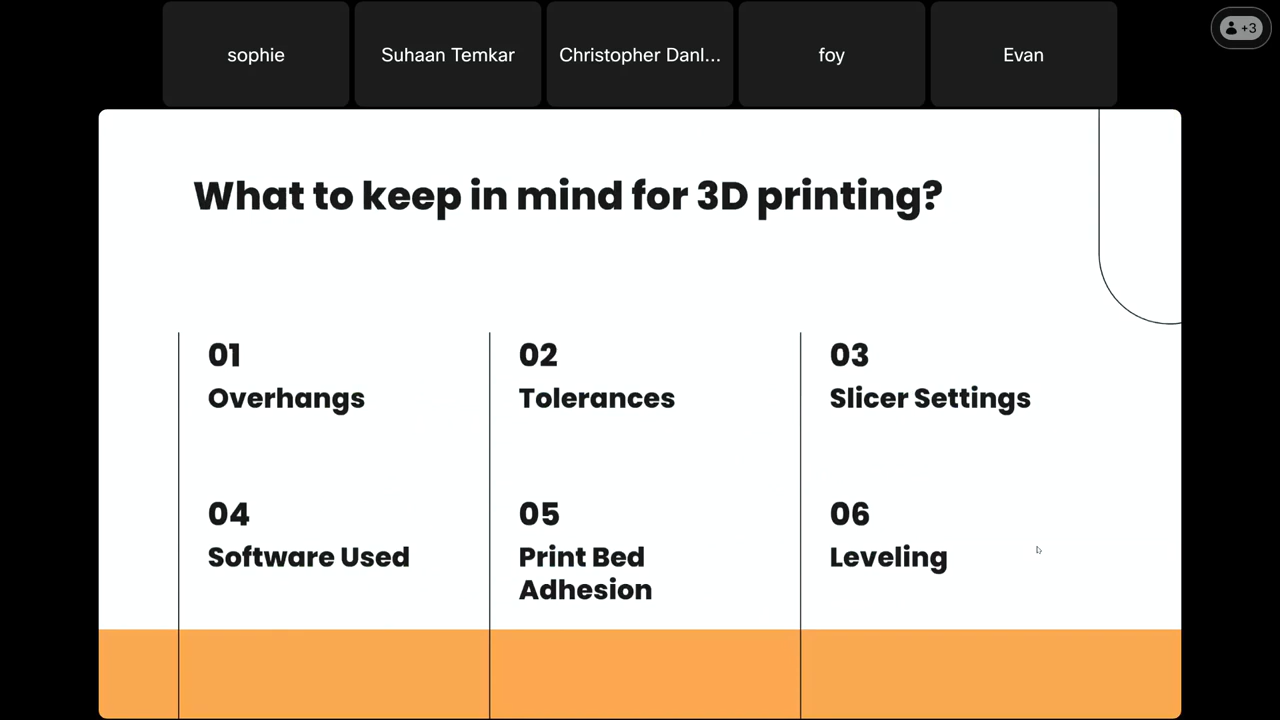 sophie
Suhaan Temkar
Christopher Danl...
foy
Evan
+3
What to keep in mind for 3D printing?
01
Overhangs
02
Tolerances
03
Slicer Settings
04
Software Used
05
Print Bed
Adhesion
06
Leveling